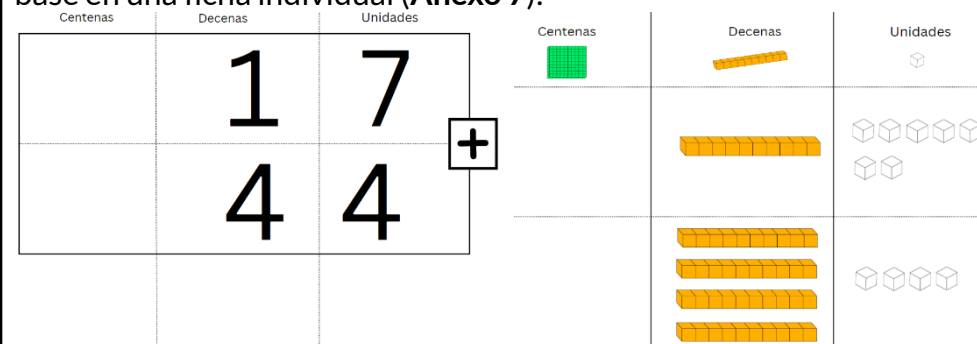 base en una ficha individual (Anexo 7).
Centenas Decenas Unidades
1 7
+
4 4
Centenas Decenas Unidades